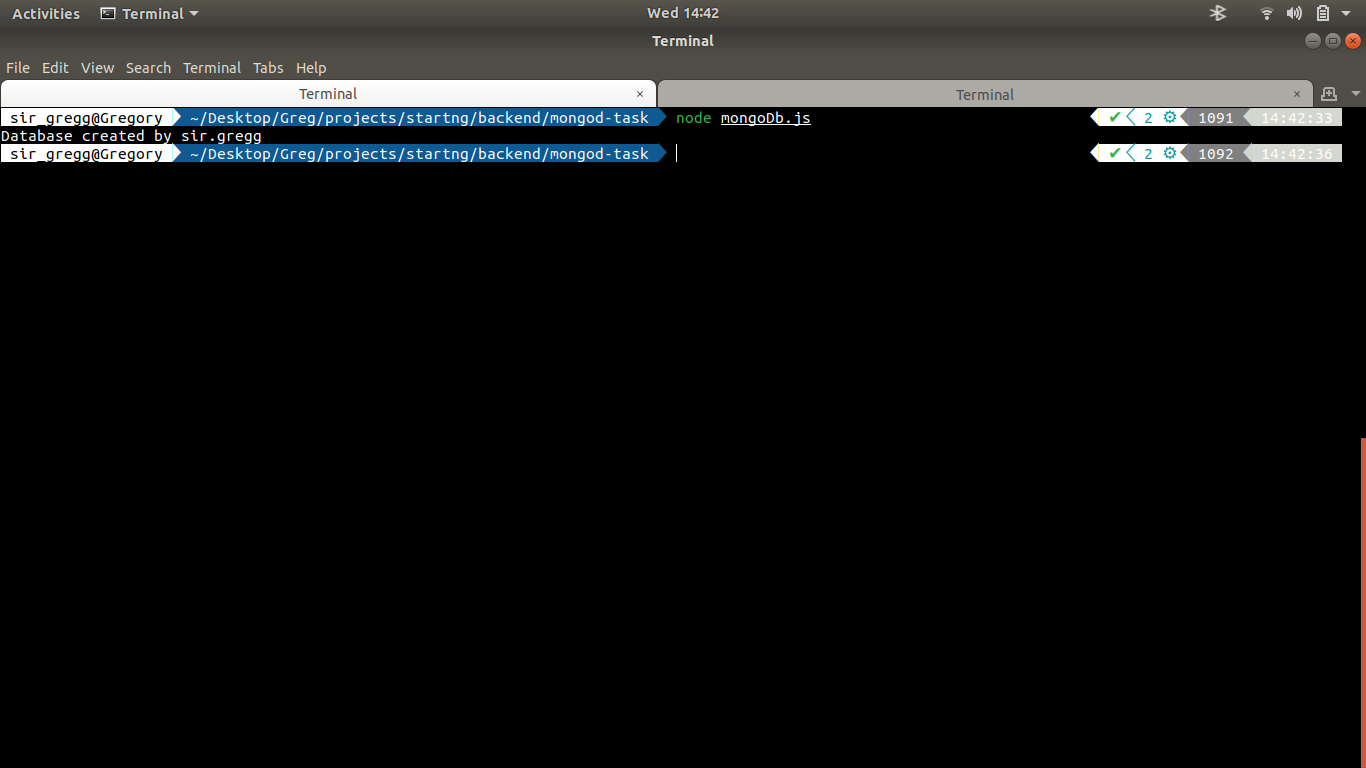 Activities Terminal Wed 14:42
Terminal
File Edit View Search Terminal Tabs Help
Terminal × Terminal ×
sir_gregg@Gregory ~/Desktop/Greg/projects/startng/backend/mongod-task node mongoDb.js ✔ 2 ⚙ 1091 14:42:33
Database created by sir.gregg
sir_gregg@Gregory ~/Desktop/Greg/projects/startng/backend/mongod-task ✔ 2 ⚙ 1092 14:42:36